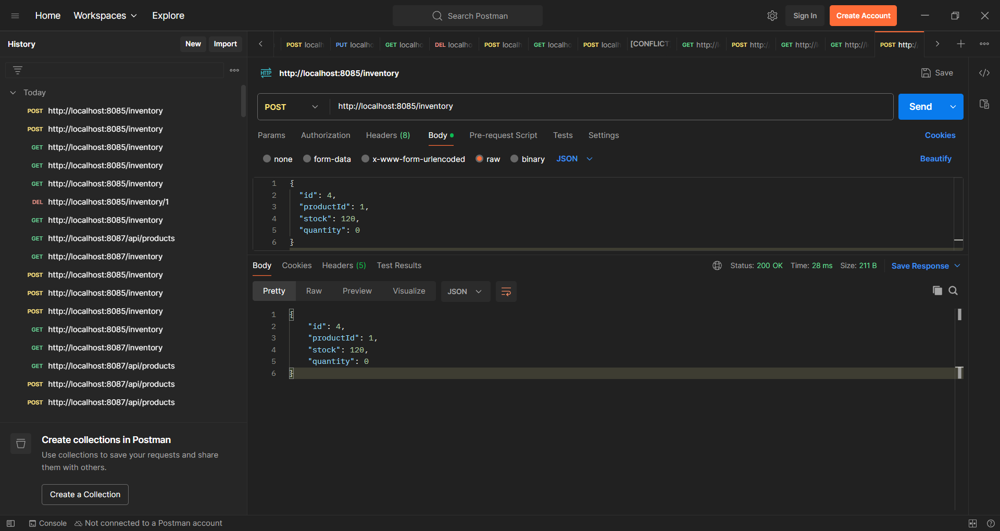 Home Workspaces Explore
Search Postman
Sign In
Create Account
History
New
Import
POST localh
PUT localho
GET localho
DEL localho
POST localh
GET localho
POST localh
[CONFLICT
GET http://l
POST http:/
GET http://l
GET http://l
POST http:/
HTTP http://localhost:8085/inventory
Save
</>
Today
POST http://localhost:8085/inventory
POST http://localhost:8085/inventory
GET http://localhost:8085/inventory
GET http://localhost:8085/inventory
GET http://localhost:8085/inventory
DEL http://localhost:8085/inventory/1
GET http://localhost:8085/inventory
GET http://localhost:8087/api/products
GET http://localhost:8087/inventory
POST http://localhost:8085/inventory
POST http://localhost:8085/inventory
POST http://localhost:8085/inventory
GET http://localhost:8085/inventory
GET http://localhost:8087/inventory
GET http://localhost:8087/api/products
POST http://localhost:8087/api/products
POST http://localhost:8087/api/products
Create collections in Postman
Use collections to save your requests and share
them with others.
Create a Collection
POST
http://localhost:8085/inventory
Send
Params Authorization Headers (8) Body Pre-request Script Tests Settings
Cookies
none form-data x-www-form-urlencoded raw binary JSON
Beautify
1 {
2 "id": 4,
3 "productId": 1,
4 "stock": 120,
5 "quantity": 0
6 }
Body Cookies Headers (5) Test Results
Status: 200 OK Time: 28 ms Size: 211 B Save Response
Pretty Raw Preview Visualize JSON
1 {
2 "id": 4,
3 "productId": 1,
4 "stock": 120,
5 "quantity": 0
6 }
Console Not connected to a Postman account